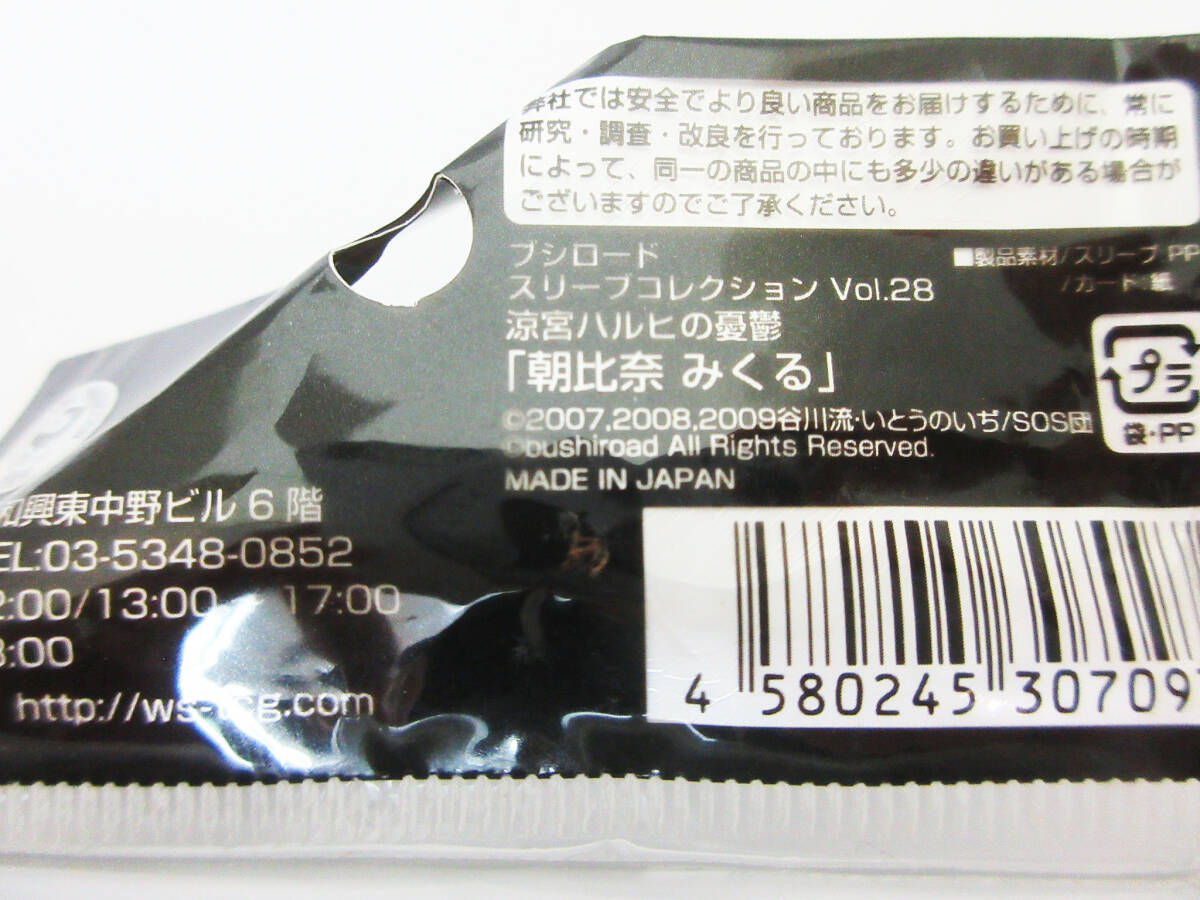 弊社では安全でより良い商品をお届けするために、常に
研究・調査・改良を行っております。お買い上げの時期
によって、同一の商品の中にも多少の違いがある場合が
ございますのでご了承ください。
ブシロード
スリーブコレクション Vol.28
涼宮ハルヒの憂鬱
「朝比奈 みくる」
©2007,2008,2009谷川流・いとうのいぢ/SOS団
©bushiroad All Rights Reserved.
MADE IN JAPAN
■製品素材/スリーブ PP
/カード 紙
プラ
袋・PP
和興東中野ビル 6 階
EL:03-5348-0852
2:00/13:00 17:00
8:00
http://ws-tcg.com
4 580245 30709